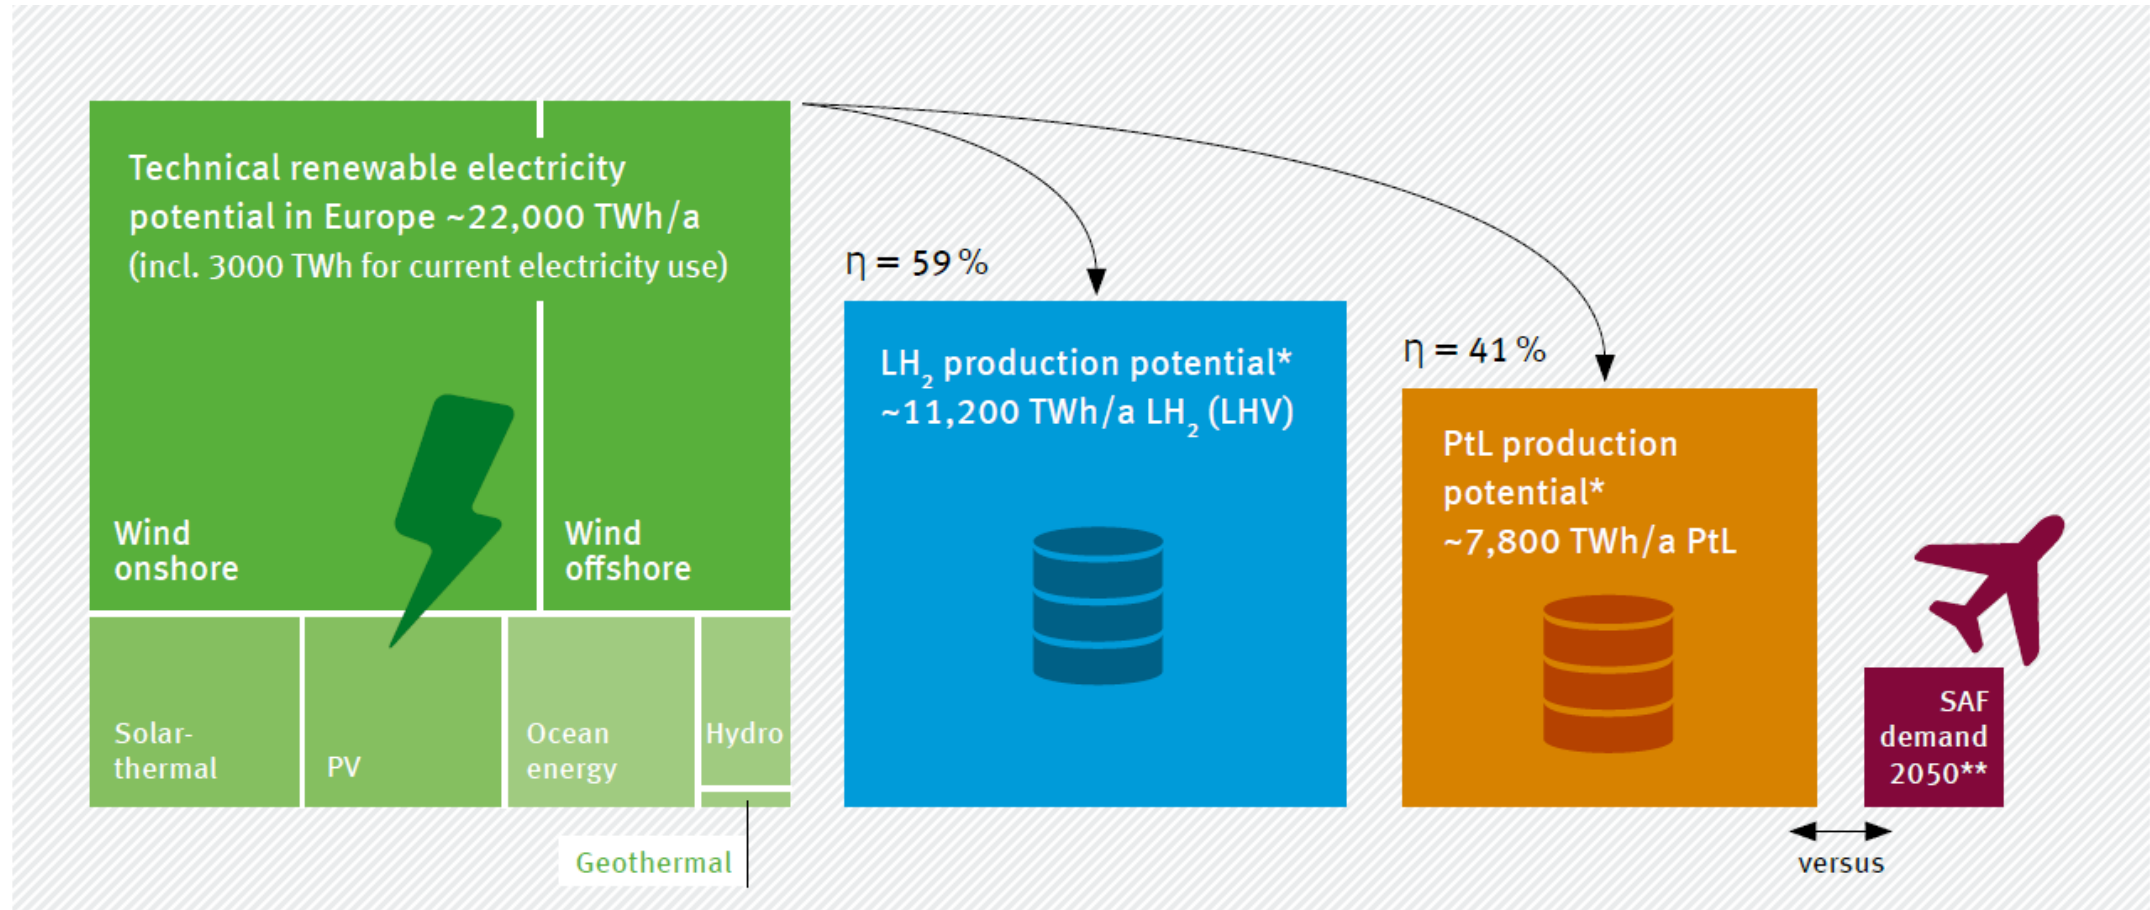 Technical renewable electricity
potential in Europe ~22,000 TWh/a
(incl. 3000 TWh for current electricity use)
Wind
onshore
Wind
offshore
Solar-
thermal
PV
Ocean
energy
Hydro
Geothermal
η = 59 %
LH₂ production potential*
~11,200 TWh/a LH₂ (LHV)
η = 41 %
PtL production
potential*
~7,800 TWh/a PtL
SAF
demand
2050**
versus